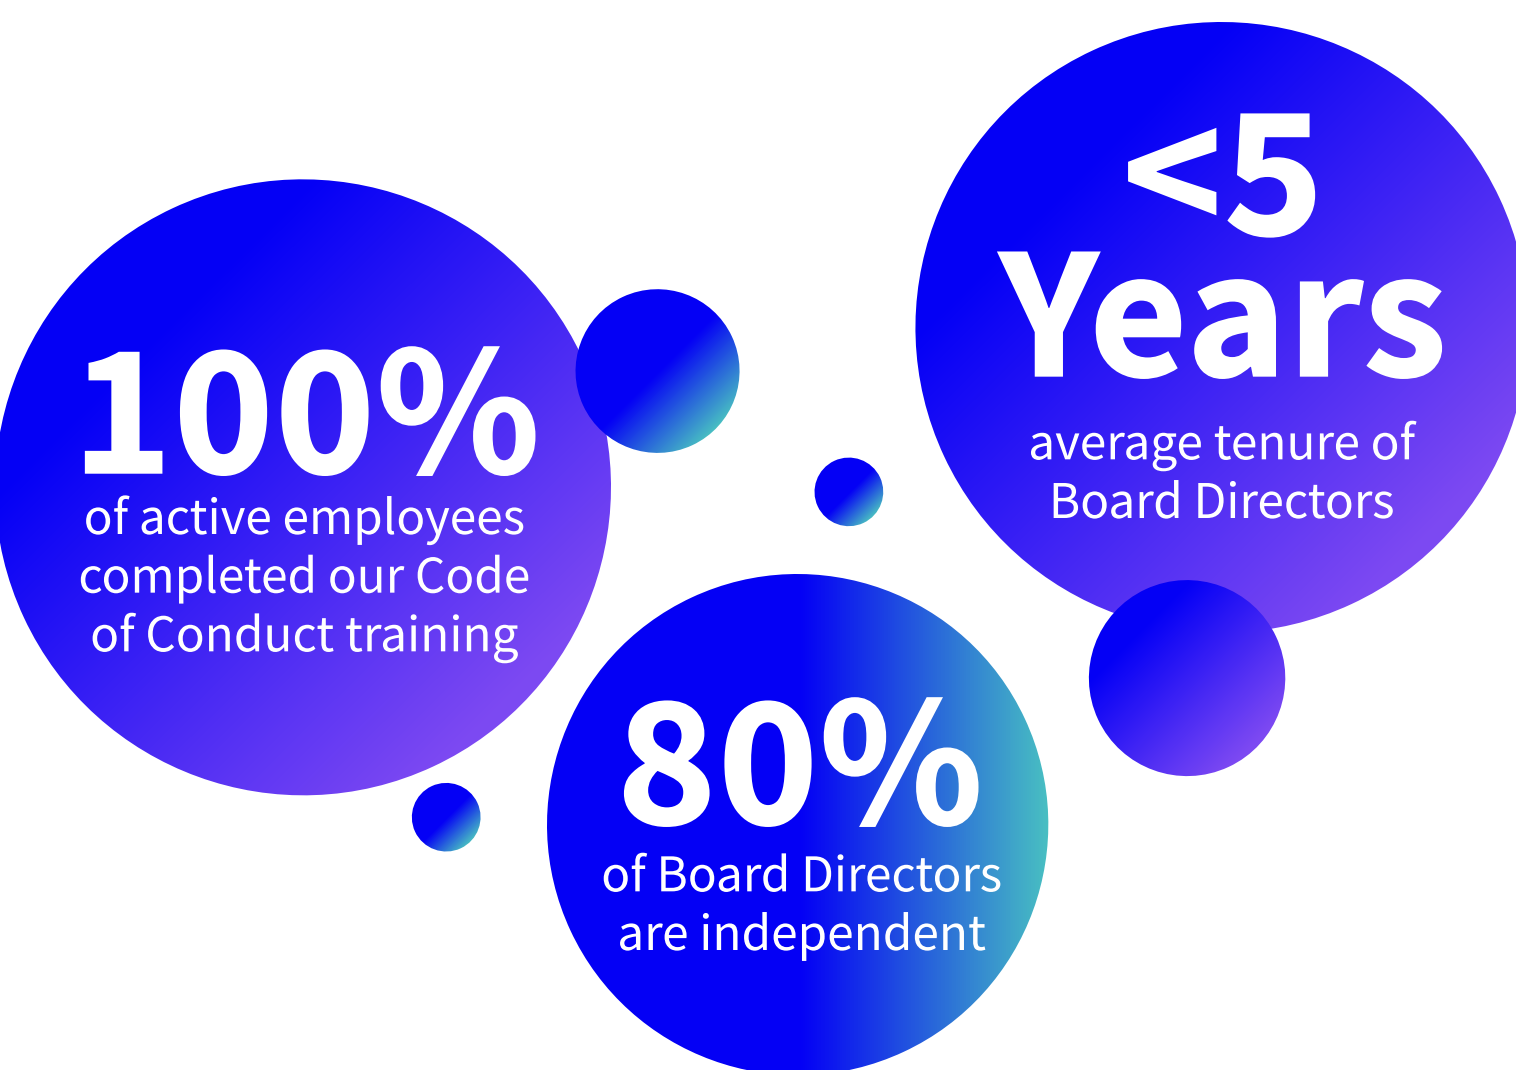 100%
of active employees
completed our Code
of Conduct training
<5
Years
average tenure of
Board Directors
80%
of Board Directors
are independent